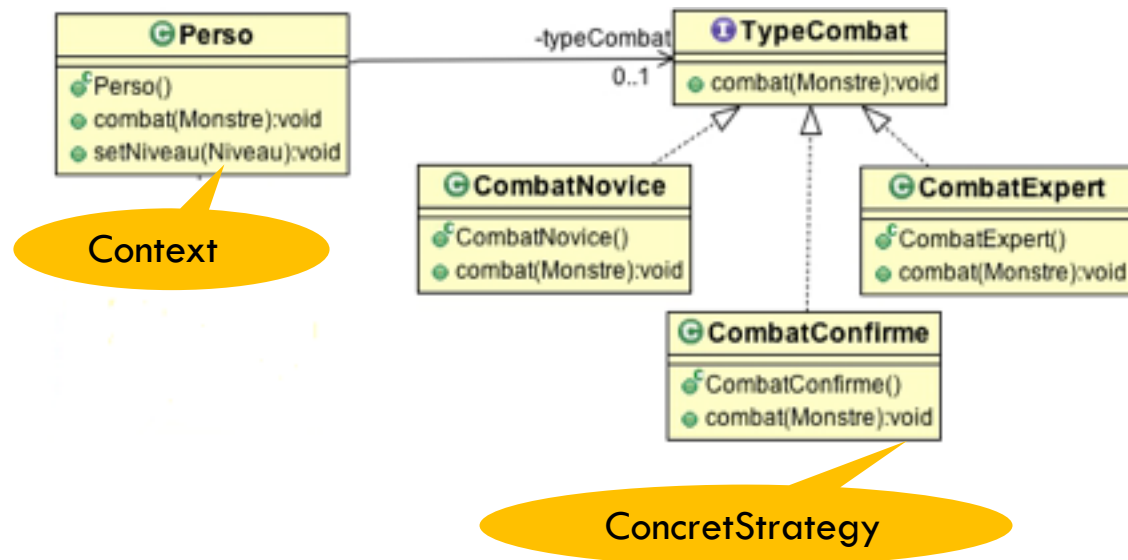 Perso
Perso()
combat(Monstre):void
setNiveau(Niveau):void
Context
-typeCombat
0..1
TypeCombat
combat(Monstre):void
CombatNovice
CombatNovice()
combat(Monstre):void
CombatExpert
CombatExpert()
combat(Monstre):void
CombatConfirme
CombatConfirme()
combat(Monstre):void
ConcretStrategy